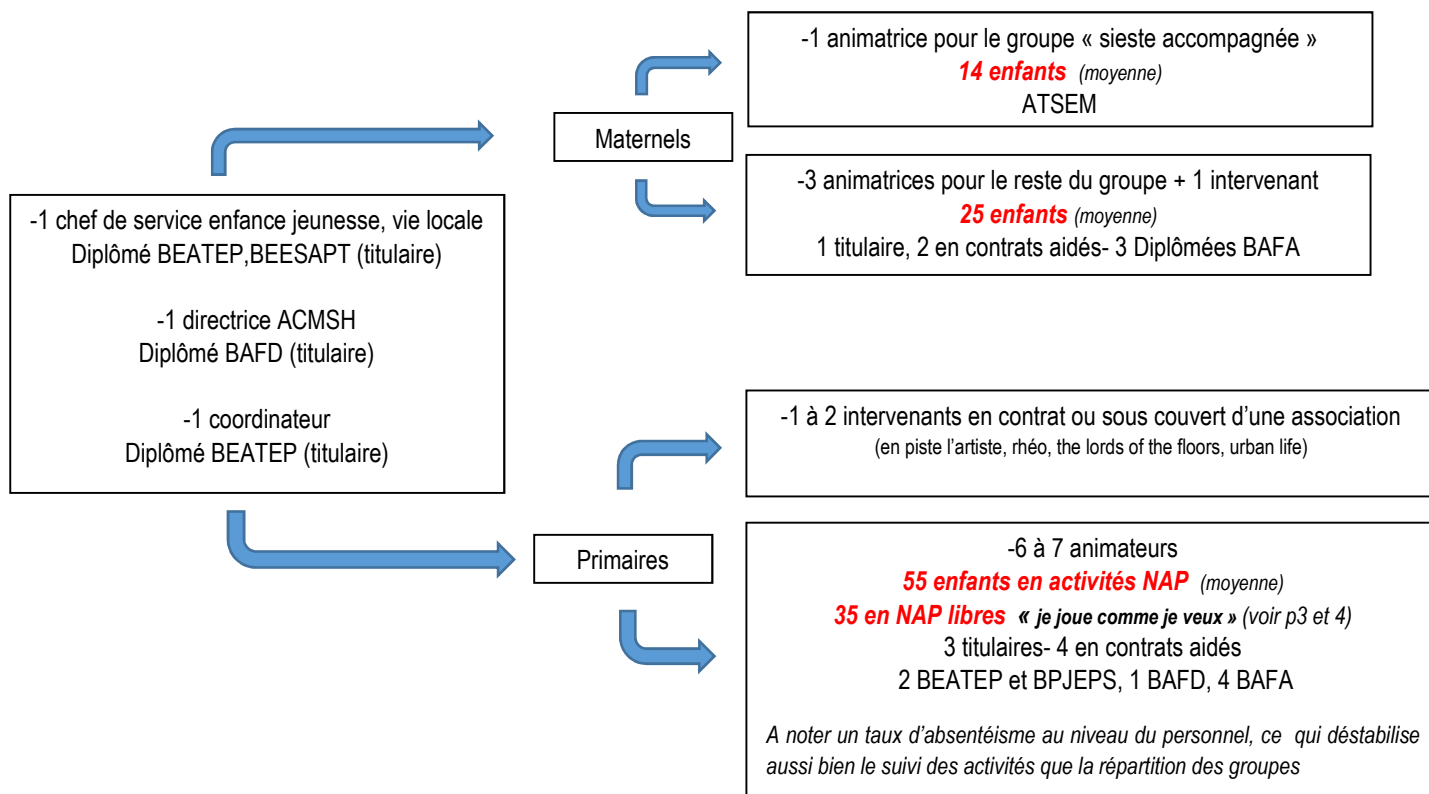 -1 chef de service enfance jeunesse, vie locale
Diplômé BEATEP,BEESAPT (titulaire)
-1 directrice ACMSH
Diplômé BAFD (titulaire)
-1 coordinateur
Diplômé BEATEP (titulaire)
Maternels
-1 animatrice pour le groupe « sieste accompagnée »
14 enfants (moyenne)
ATSEM
-3 animatrices pour le reste du groupe + 1 intervenant
25 enfants (moyenne)
1 titulaire, 2 en contrats aidés- 3 Diplômées BAFA
Primaires
-1 à 2 intervenants en contrat ou sous couvert d’une association
(en piste l’artiste, rhéo, the lords of the floors, urban life)
-6 à 7 animateurs
55 enfants en activités NAP (moyenne)
35 en NAP libres « je joue comme je veux » (voir p3 et 4)
3 titulaires- 4 en contrats aidés
2 BEATEP et BPJEPS, 1 BAFD, 4 BAFA
A noter un taux d’absentéisme au niveau du personnel, ce qui déstabilise
aussi bien le suivi des activités que la répartition des groupes